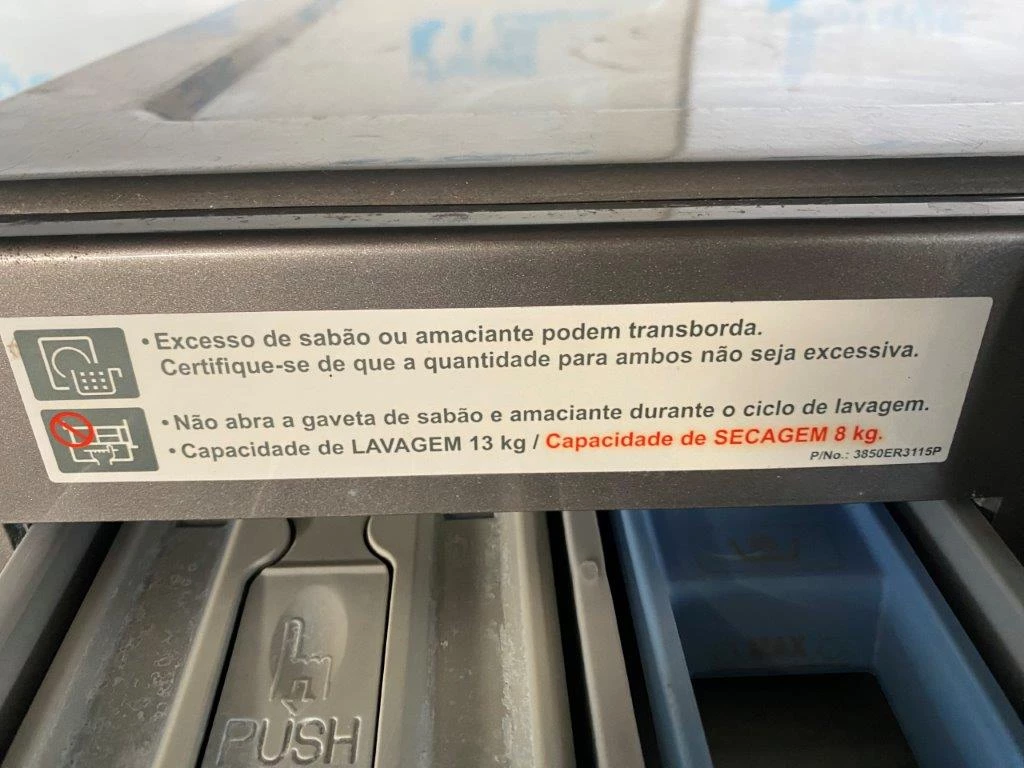 • Excesso de sabão ou amaciante podem transborda.
Certifique-se de que a quantidade para ambos não seja excessiva.
• Não abra a gaveta de sabão e amaciante durante o ciclo de lavagem.
• Capacidade de LAVAGEM 13 kg / Capacidade de SECAGEM 8 kg.
P/No.: 3850ER3115P
PUSH
MAX